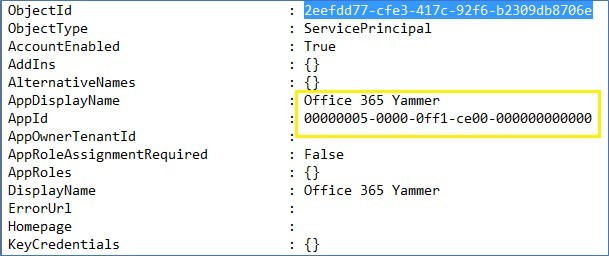 ObjectId : 2eefdd77-cfe3-417c-92f6-b2309db8706e
ObjectType : ServicePrincipal
AccountEnabled : True
AddIns : {}
AlternativeNames : {}
AppDisplayName : Office 365 Yammer
AppId : 00000005-0000-0ff1-ce00-000000000000
AppOwnerTenantId :
AppRoleAssignmentRequired : False
AppRoles : {}
DisplayName : Office 365 Yammer
ErrorUrl :
Homepage :
KeyCredentials : {}